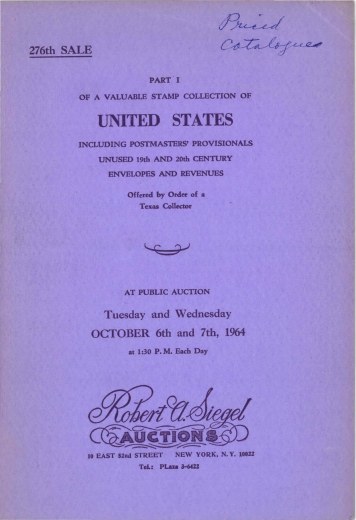 Priced
Catalogues
276th SALE
PART I
OF A VALUABLE STAMP COLLECTION OF
UNITED STATES
INCLUDING POSTMASTERS' PROVISIONALS
UNUSED 19th AND 20th CENTURY
ENVELOPES AND REVENUES
Offered by Order of a
Texas Collector
AT PUBLIC AUCTION
Tuesday and Wednesday
OCTOBER 6th and 7th, 1964
at 1:30 P. M. Each Day
Robert A. Siegel
AUCTIONS
10 EAST 52nd STREET NEW YORK, N. Y. 10022
Tel.: PLaza 3-6422